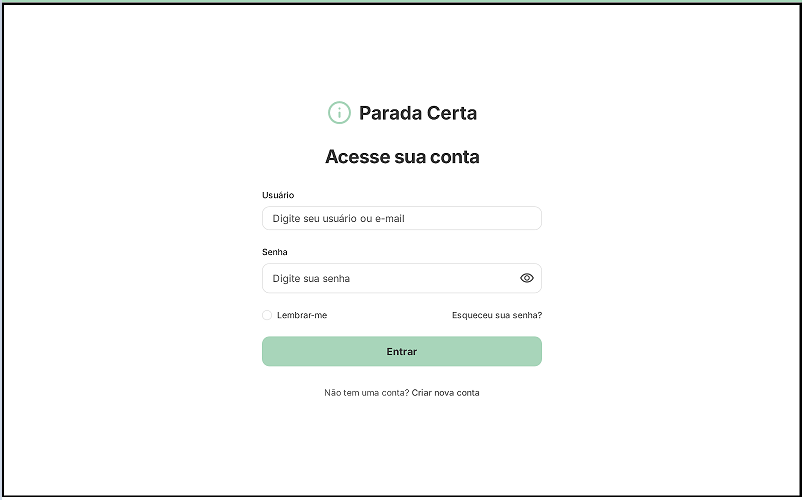 Parada Certa
Acesse sua conta
Usuário
Digite seu usuário ou e-mail
Senha
Digite sua senha
Lembrar-me Esqueceu sua senha?
Entrar
Não tem uma conta? Criar nova conta